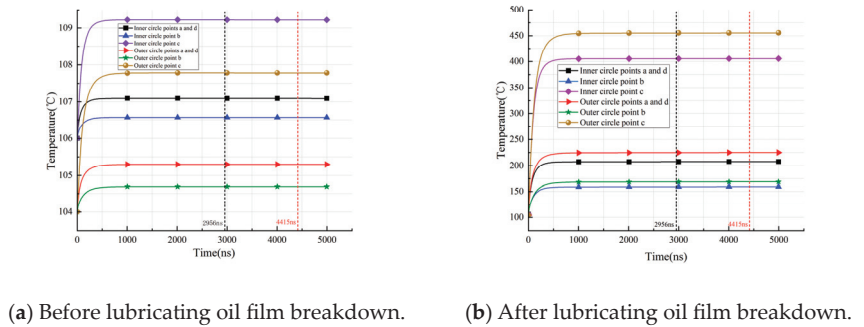 109
108
107
106
105
104
Temperature(℃)
Inner circle points a and d
Inner circle point b
Inner circle point c
Outer circle points a and d
Outer circle point b
Outer circle point c
2956ns
4415ns
0 1000 2000 3000 4000 5000
Time(ns)
500
450
400
350
300
250
200
150
100
Temperature(℃)
Inner circle points a and d
Inner circle point b
Inner circle point c
Outer circle points a and d
Outer circle point b
Outer circle point c
2956ns
4415ns
0 1000 2000 3000 4000 5000
Time(ns)
(a) Before lubricating oil film breakdown.
(b) After lubricating oil film breakdown.